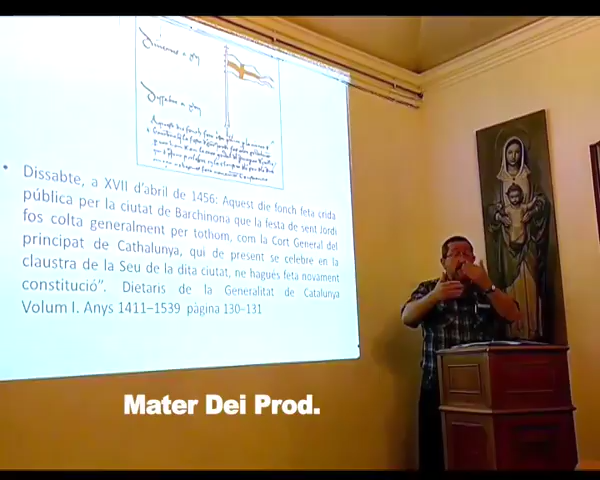 • Dissabte, a XVII d'abril de 1456: Aquest die fonch feta crida
pública per la ciutat de Barchinona que la festa de sent Jordi
fos colta generalment per tothom, com la Cort General del
principat de Cathalunya, qui de present se celebre en la
claustra de la Seu de la dita ciutat, ne hagués feta novament
constitució”. Dietaris de la Generalitat de Catalunya
Volum I. Anys 1411–1539 pàgina 130-131
Mater Dei Prod.